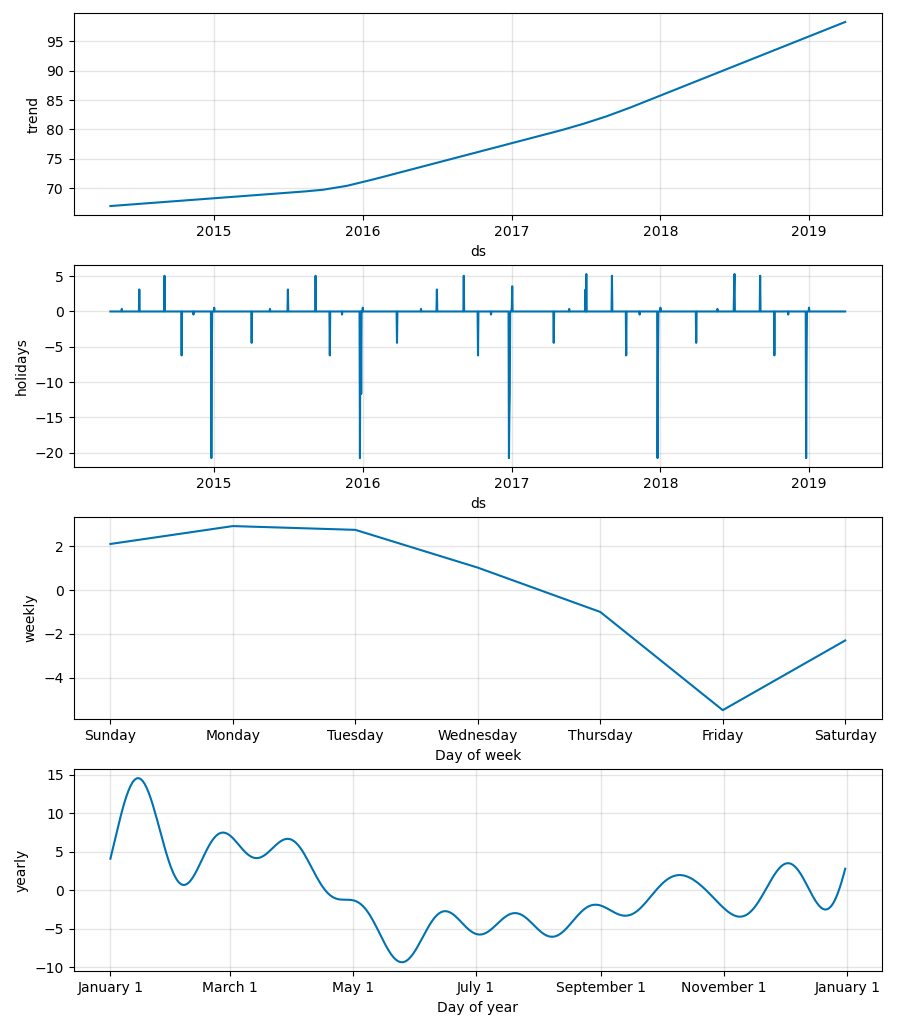 95
90
85
80
75
70
trend
2015 2016 2017 2018 2019
ds
5
0
−5
−10
−15
−20
holidays
2015 2016 2017 2018 2019
ds
2
0
−2
−4
weekly
Sunday Monday Tuesday Wednesday Thursday Friday Saturday
Day of week
15
10
5
0
−5
−10
yearly
January 1 March 1 May 1 July 1 September 1 November 1 January 1
Day of year